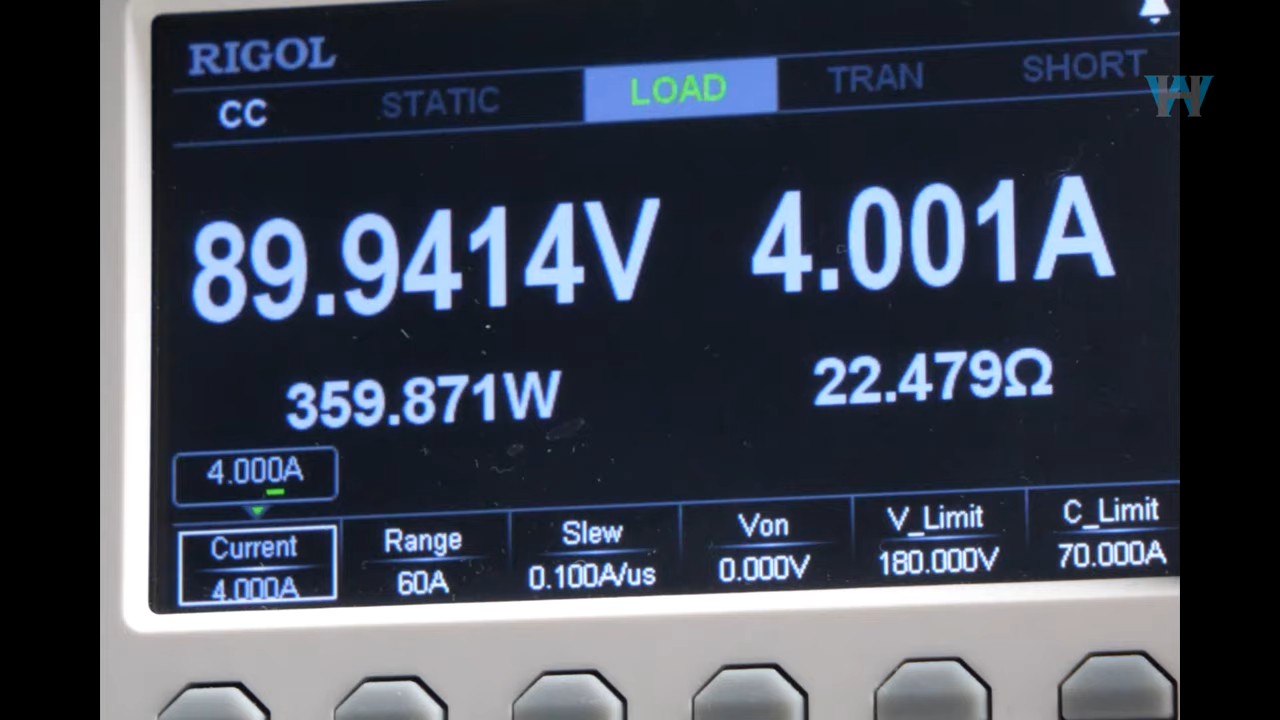 RIGOL
CC STATIC LOAD TRAN SHORT
89.9414V 4.001A
359.871W 22.479Ω
4.000A
Current Range Slew Von V_Limit C_Limit
4.000A 60A 0.100A/us 0.000V 180.000V 70.000A